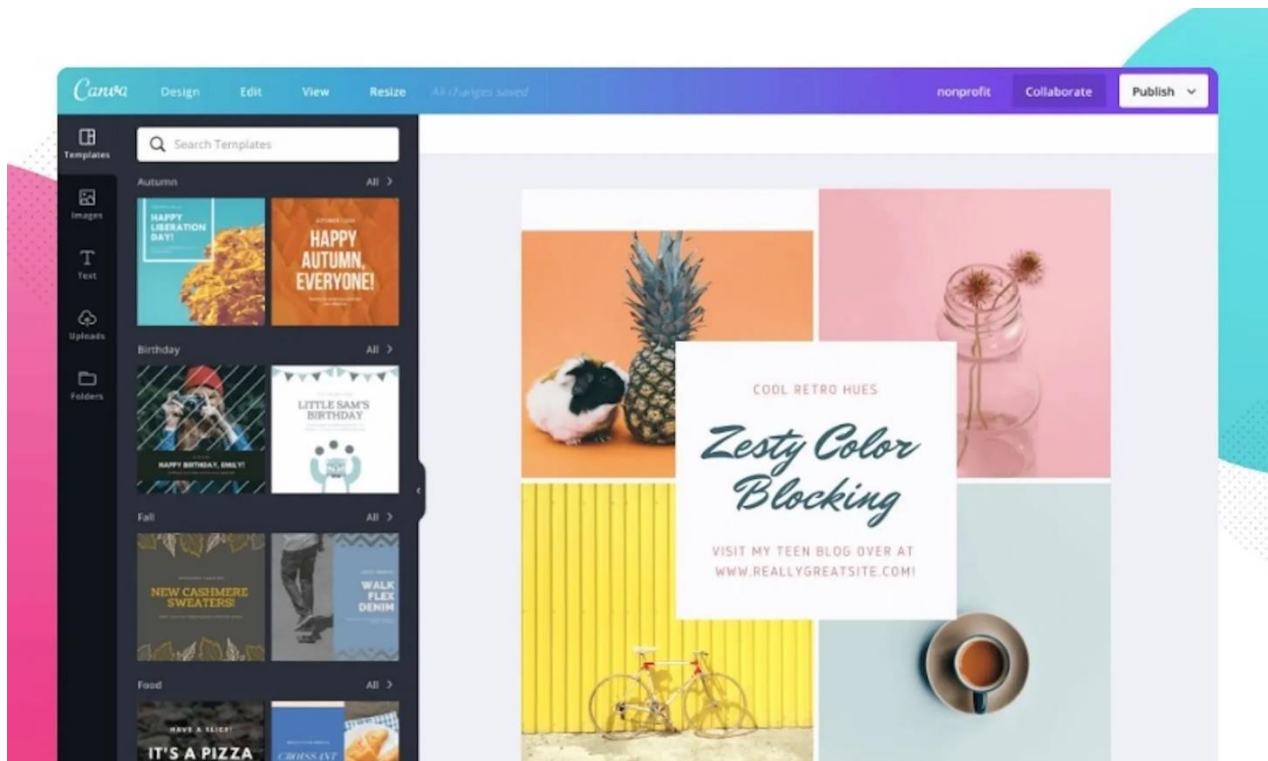 Canva
Design Edit View Resize All changes saved nonprofit Collaborate Publish
Templates
Images
Text
Uploads
Folders
Search Templates
Autumn All
HAPPY
LIBERATION
DAY!
HAPPY
AUTUMN,
EVERYONE!
Birthday All
HAPPY BIRTHDAY, EMILY!
LITTLE SAM'S
BIRTHDAY
Fall All
NEW CASHMERE
SWEATERS!
WALK
FLEX
DENIM
Food All
HAVE A SLICE!
IT'S A PIZZA
CROISSANT
COOL RETRO HUES
Zesty Color
Blocking
VISIT MY TEEN BLOG OVER AT
WWW.REALLYGREATSITE.COM!